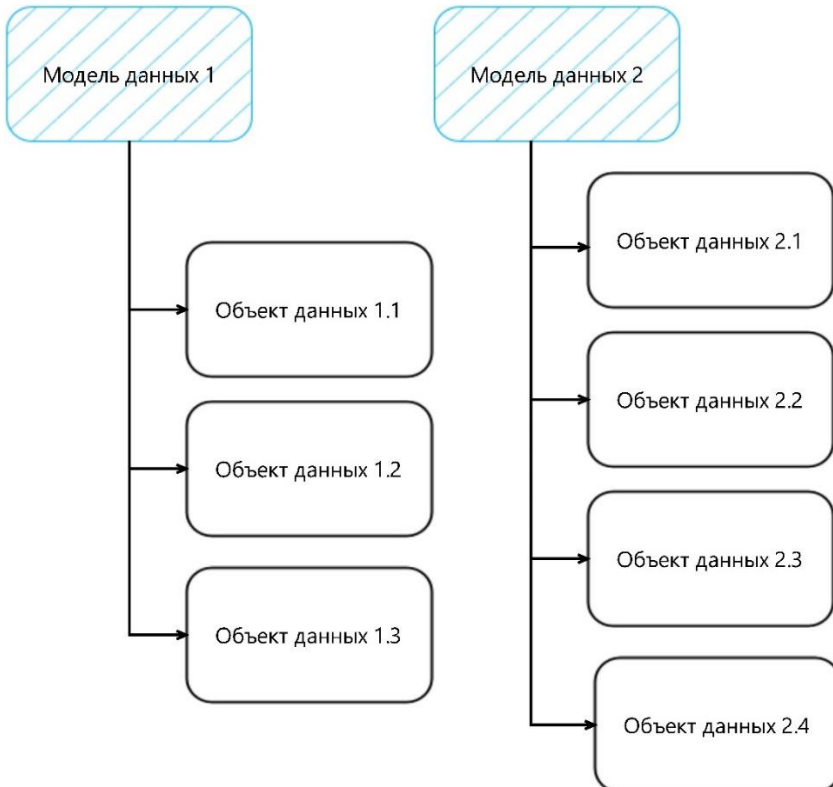 Модель данных 1
Объект данных 1.1
Объект данных 1.2
Объект данных 1.3
Модель данных 2
Объект данных 2.1
Объект данных 2.2
Объект данных 2.3
Объект данных 2.4